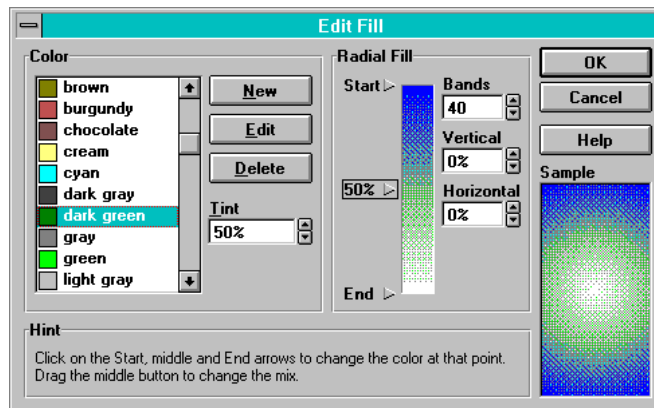 Edit Fill
Color
brown
burgundy
chocolate
cream
cyan
dark gray
dark green
gray
green
light gray
New
Edit
Delete
Tint
50%
Radial Fill
Start
50%
End
Bands
40
Vertical
0%
Horizontal
0%
OK
Cancel
Help
Sample
Hint
Click on the Start, middle and End arrows to change the color at that point.
Drag the middle button to change the mix.